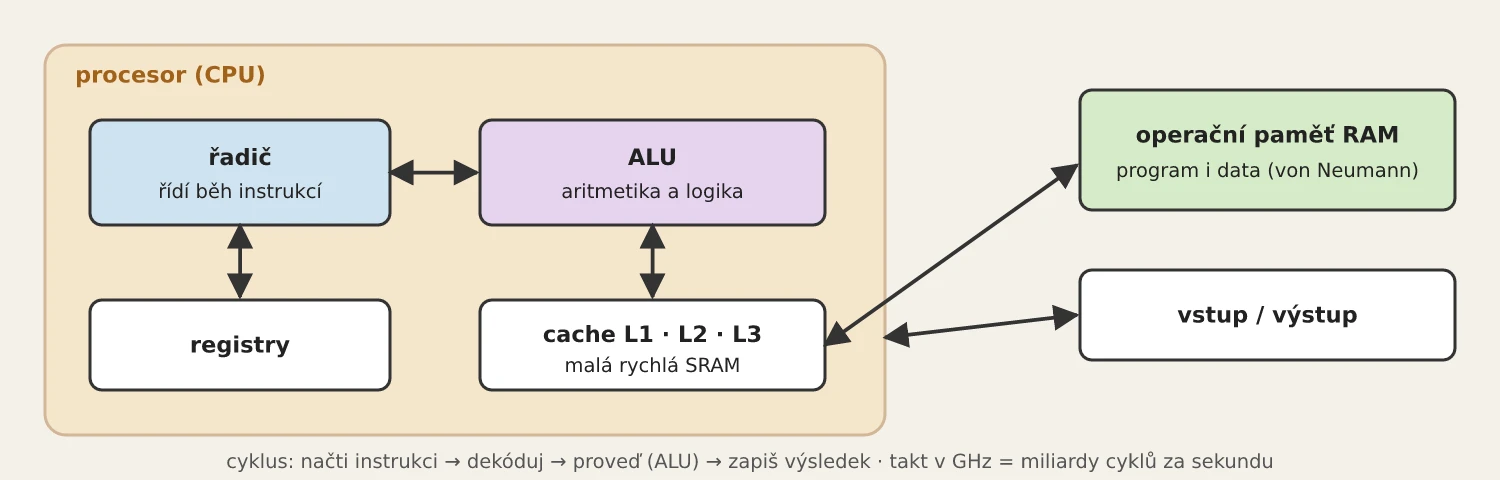 procesor (CPU)
řadič
řídí běh instrukcí
ALU
aritmetika a logika
registry
cache L1 · L2 · L3
malá rychlá SRAM
operační paměť RAM
program i data (von Neumann)
vstup / výstup
cyklus: načti instrukci → dekóduj → proveď (ALU) → zapiš výsledek · takt v GHz = miliardy cyklů za sekundu